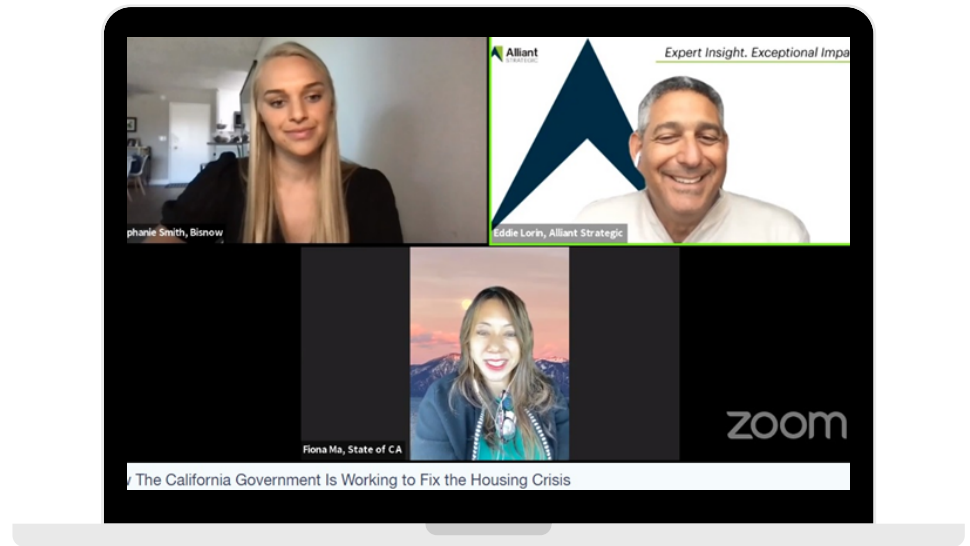 Alliant
STRATEGIC
Expert Insight. Exceptional Impa
phanie Smith, Bisnow
Eddie Lorin, Alliant Strategic
Fiona Ma, State of CA
zoom
The California Government Is Working to Fix the Housing Crisis